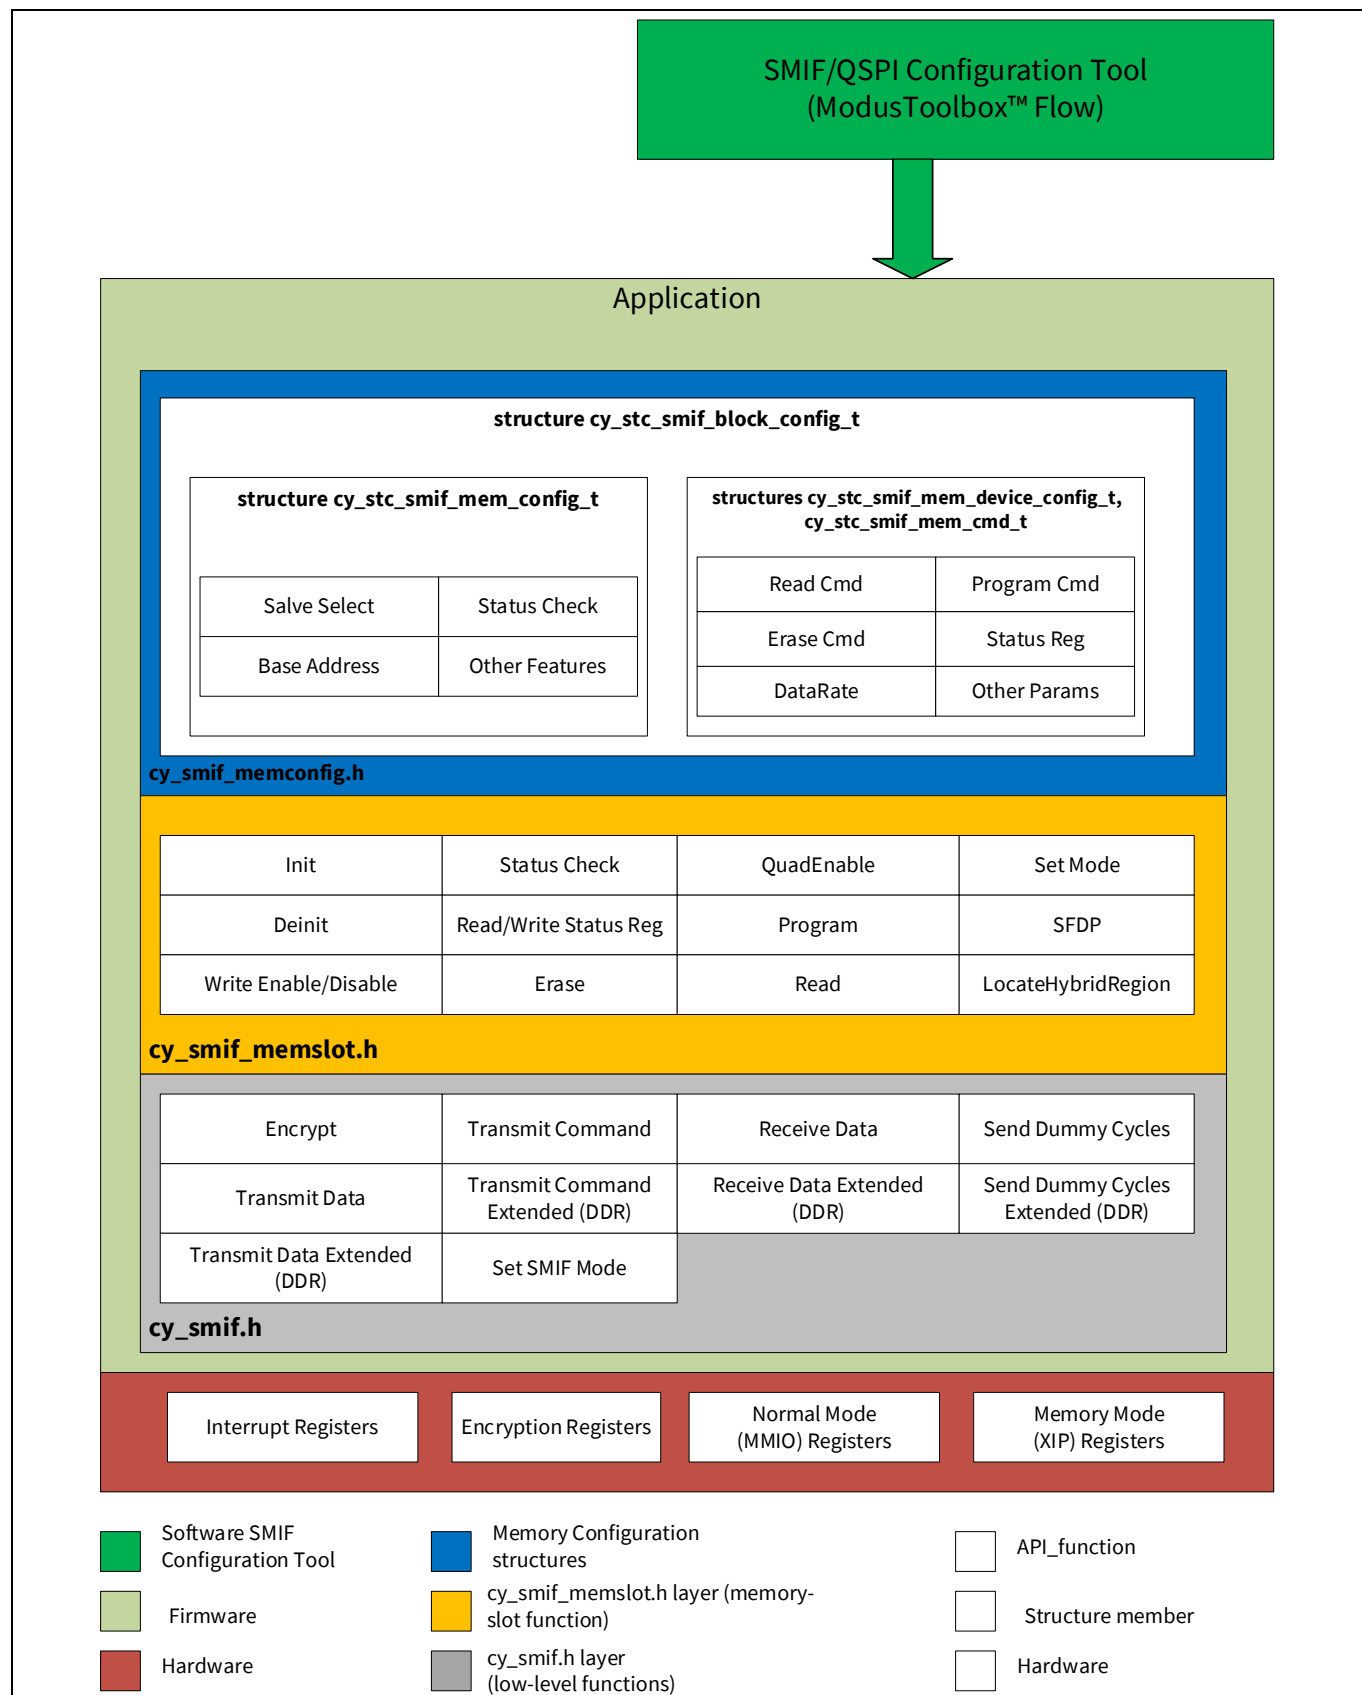 SMIF/QSPI Configuration Tool
(ModusToolbox™ Flow)
Application
structure cy_stc_smif_block_config_t
structure cy_stc_smif_mem_config_t
Salve Select
Status Check
Base Address
Other Features
structures cy_stc_smif_mem_device_config_t,
cy_stc_smif_mem_cmd_t
Read Cmd
Program Cmd
Erase Cmd
Status Reg
DataRate
Other Params
cy_smif_memconfig.h
Init
Status Check
QuadEnable
Set Mode
Deinit
Read/Write Status Reg
Program
SFDP
Write Enable/Disable
Erase
Read
LocateHybridRegion
cy_smif_memslot.h
Encrypt
Transmit Command
Receive Data
Send Dummy Cycles
Transmit Data
Transmit Command
Extended (DDR)
Receive Data Extended
(DDR)
Send Dummy Cycles
Extended (DDR)
Transmit Data Extended
(DDR)
Set SMIF Mode
cy_smif.h
Interrupt Registers
Encryption Registers
Normal Mode
(MMIO) Registers
Memory Mode
(XIP) Registers
Software SMIF
Configuration Tool
Memory Configuration
structures
API_function
Firmware
cy_smif_memslot.h layer (memory-
slot function)
Structure member
Hardware
cy_smif.h layer
(low-level functions)
Hardware